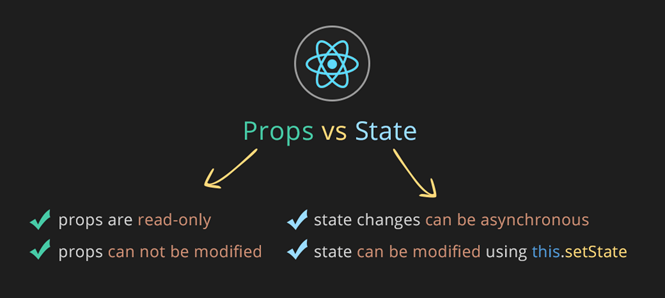 Props vs State
props are read-only
props can not be modified
state changes can be asynchronous
state can be modified using this.setState